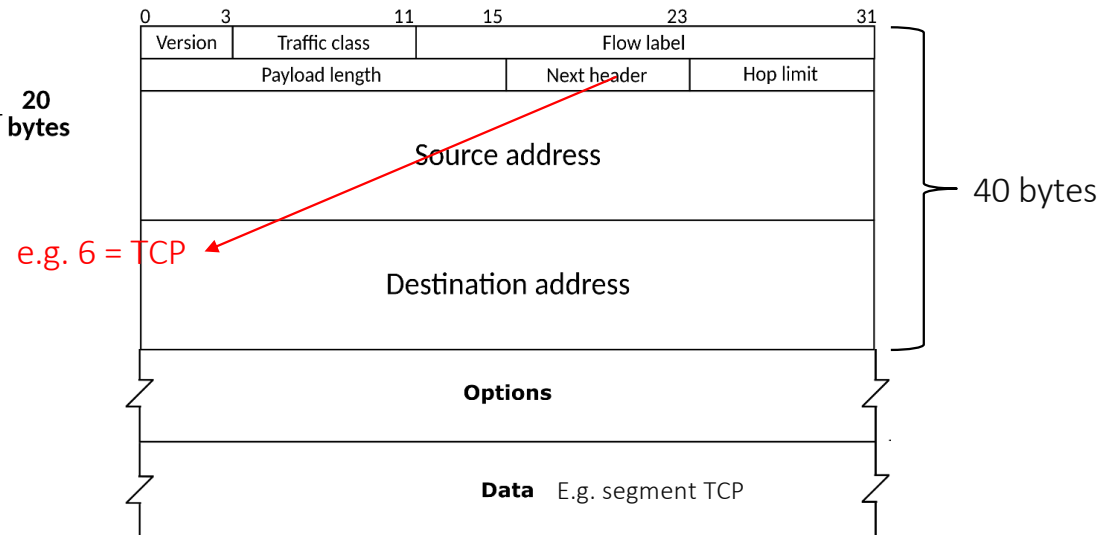 0 3 11 15 23 31
Version Traffic class Flow label
Payload length Next header Hop limit
20
bytes
Source address
40 bytes
e.g. 6 = TCP
Destination address
Options
Data E.g. segment TCP